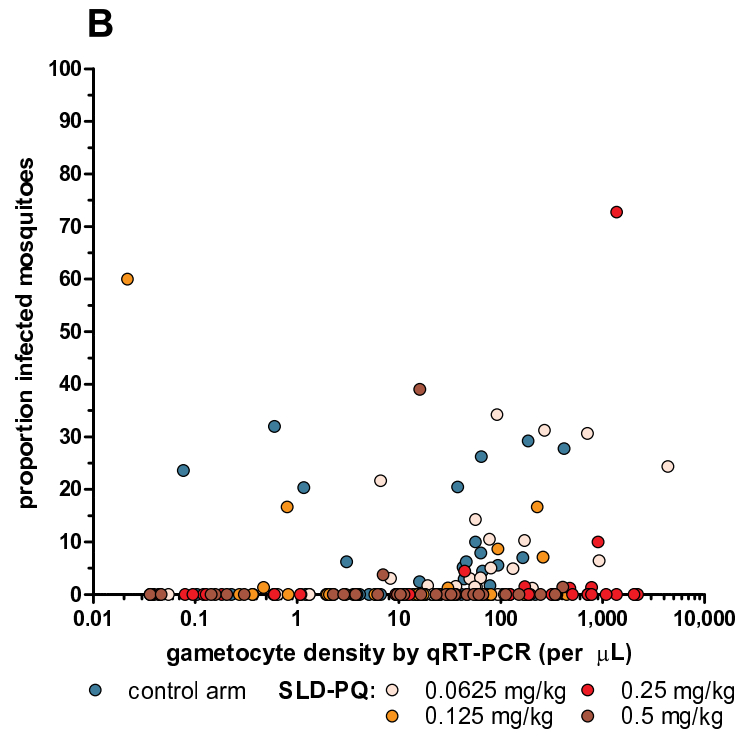 B
100
90
80
70
60
50
40
30
20
10
0
proportion infected mosquitoes
0.01 0.1 1 10 100 1,000 10,000
gametocyte density by qRT-PCR (per μL)
control arm SLD-PQ: 0.0625 mg/kg 0.25 mg/kg
0.125 mg/kg 0.5 mg/kg